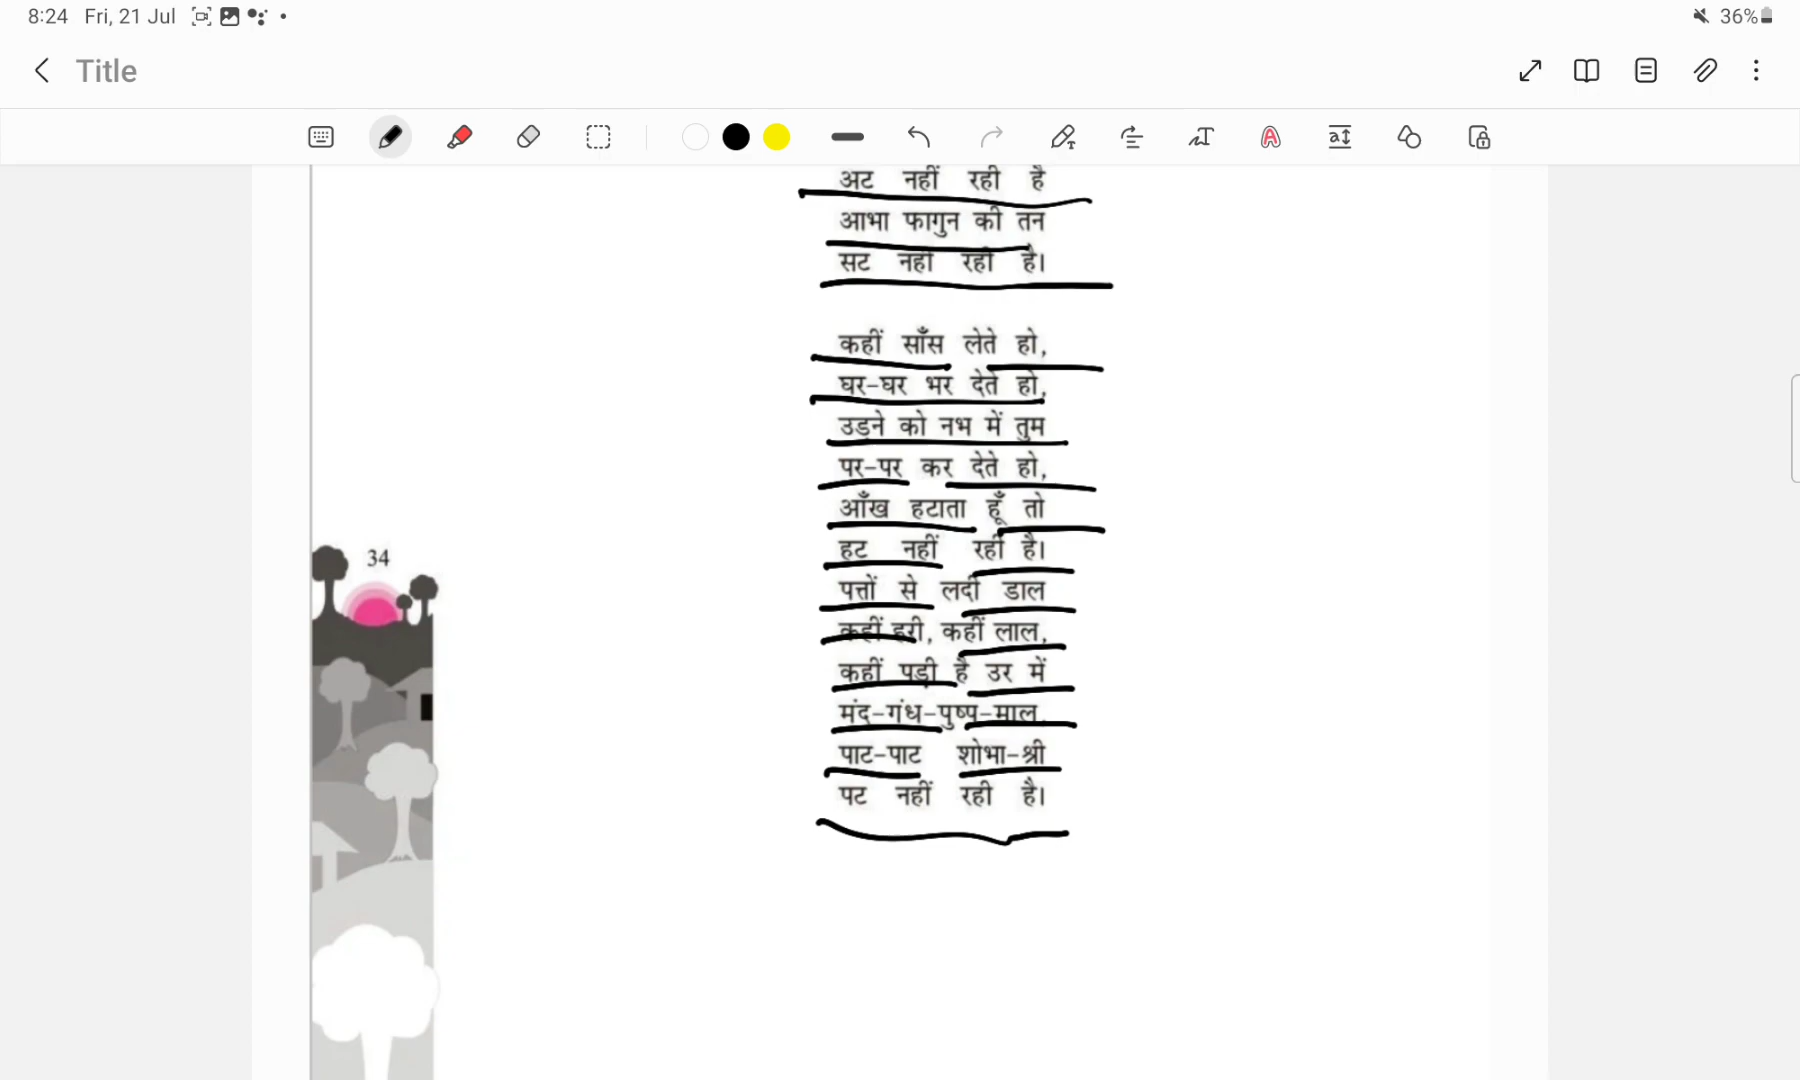 8:24 Fri, 21 Jul 36%
Title
अट नहीं रही है
आभा फागुन की तन
सट नहीं रही है।
कहीं साँस लेते हो,
घर-घर भर देते हो,
उड़ने को नभ में तुम
पर-पर कर देते हो,
आँख हटाता हूँ तो
हट नहीं रही है।
पत्तों से लदी डाल
कहीं हरी, कहीं लाल,
कहीं पड़ी है उर में
मंद-गंध-पुष्प-माल,
पाट-पाट शोभा-श्री
पट नहीं रही है।
34